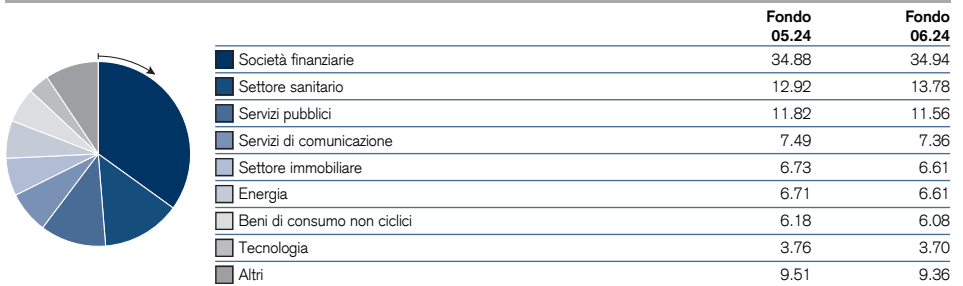 Fondo Fondo
05.24 06.24
Società finanziarie 34.88 34.94
Settore sanitario 12.92 13.78
Servizi pubblici 11.82 11.56
Servizi di comunicazione 7.49 7.36
Settore immobiliare 6.73 6.61
Energia 6.71 6.61
Beni di consumo non ciclici 6.18 6.08
Tecnologia 3.76 3.70
Altri 9.51 9.36